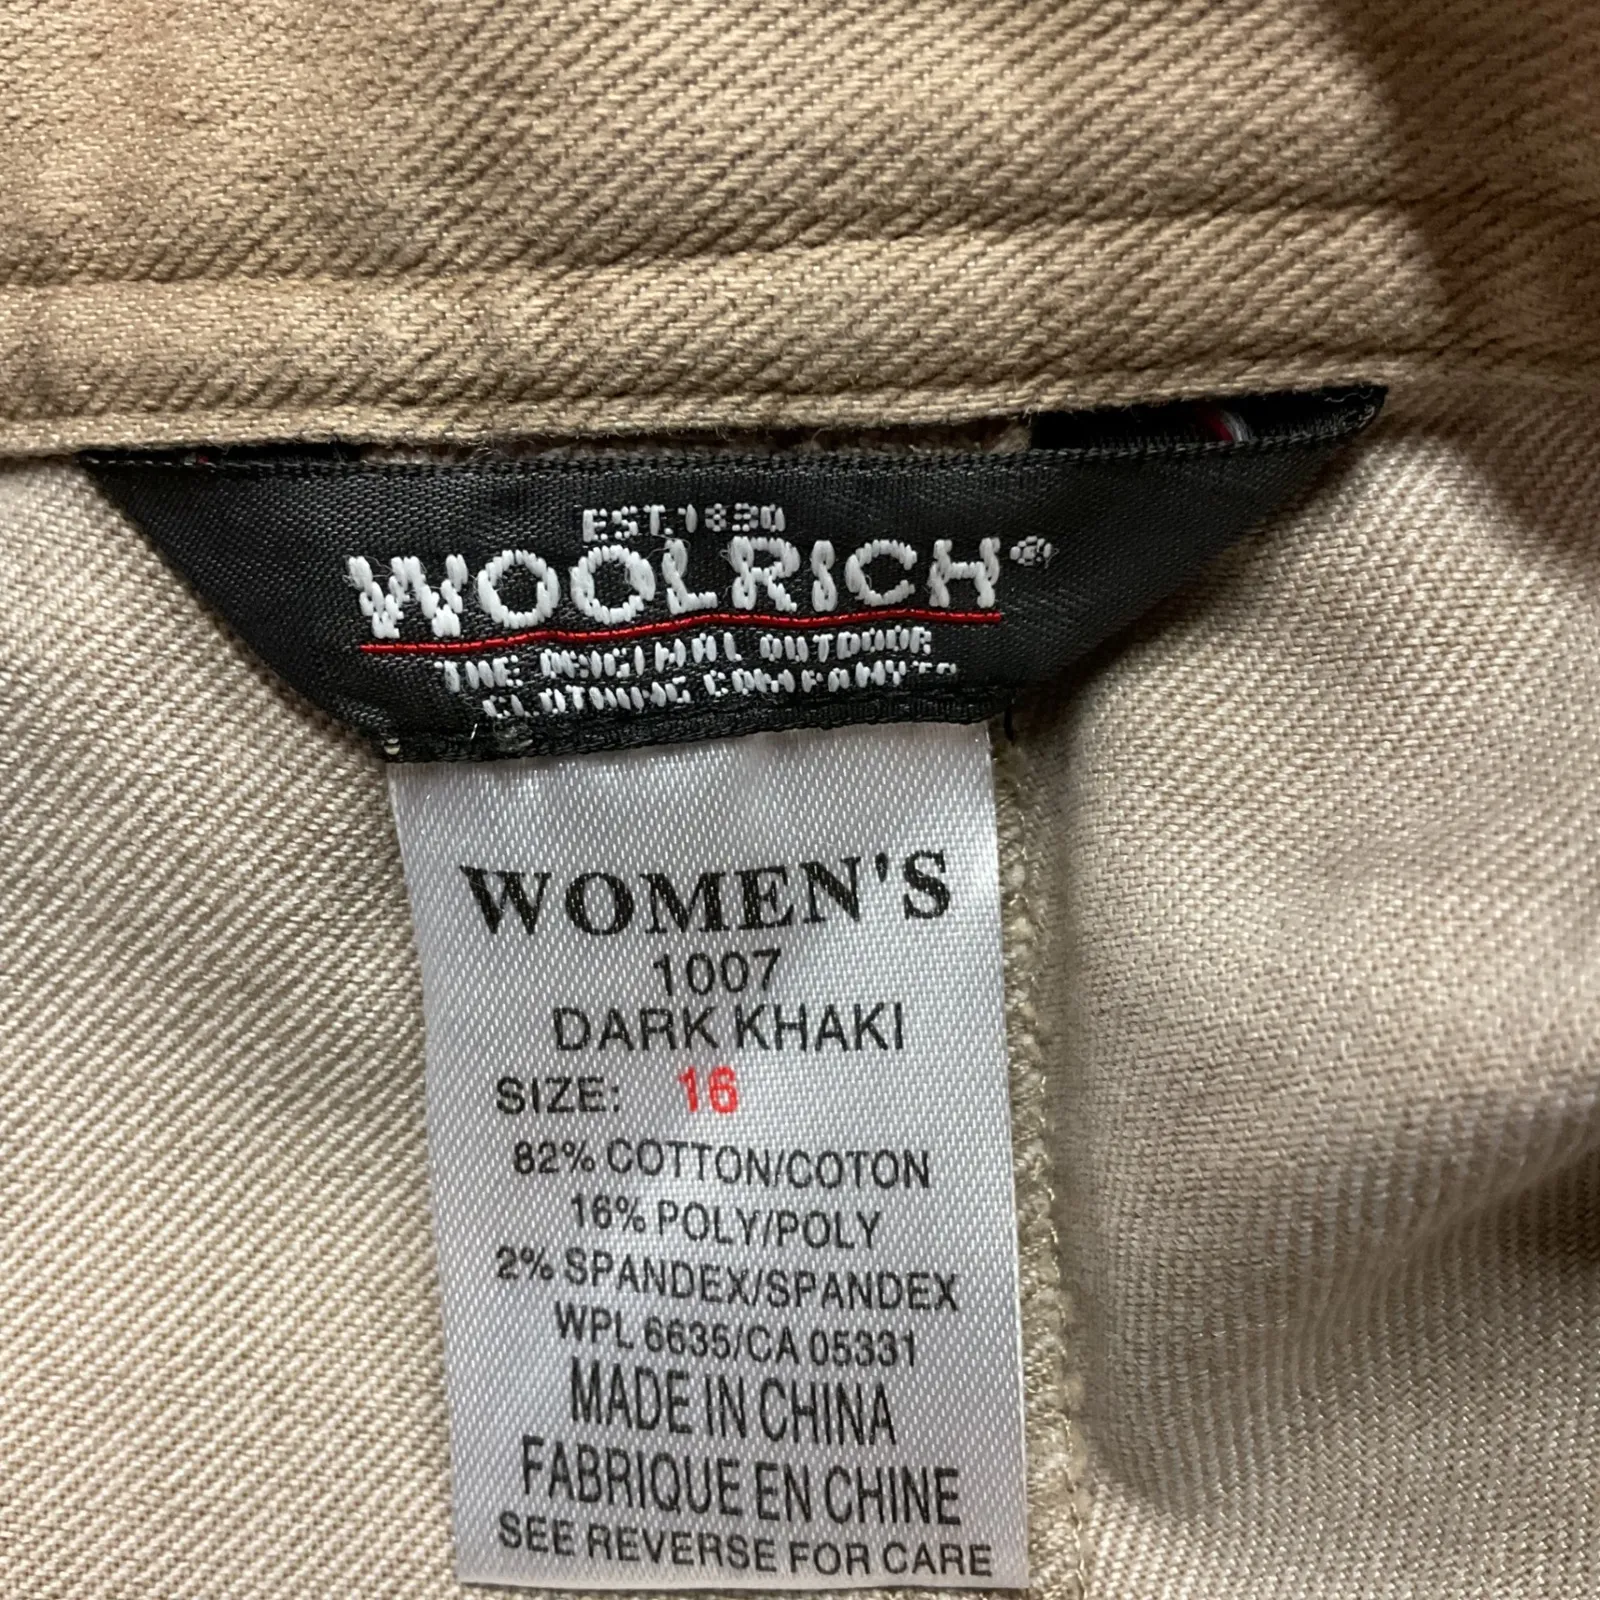 EST. 1830
WOOLRICH®
THE ORIGINAL OUTDOOR
CLOTHING COMPANY TM
WOMEN'S
1007
DARK KHAKI
SIZE: 16
82% COTTON/COTON
16% POLY/POLY
2% SPANDEX/SPANDEX
WPL 6635/CA 05331
MADE IN CHINA
FABRIQUE EN CHINE
SEE REVERSE FOR CARE